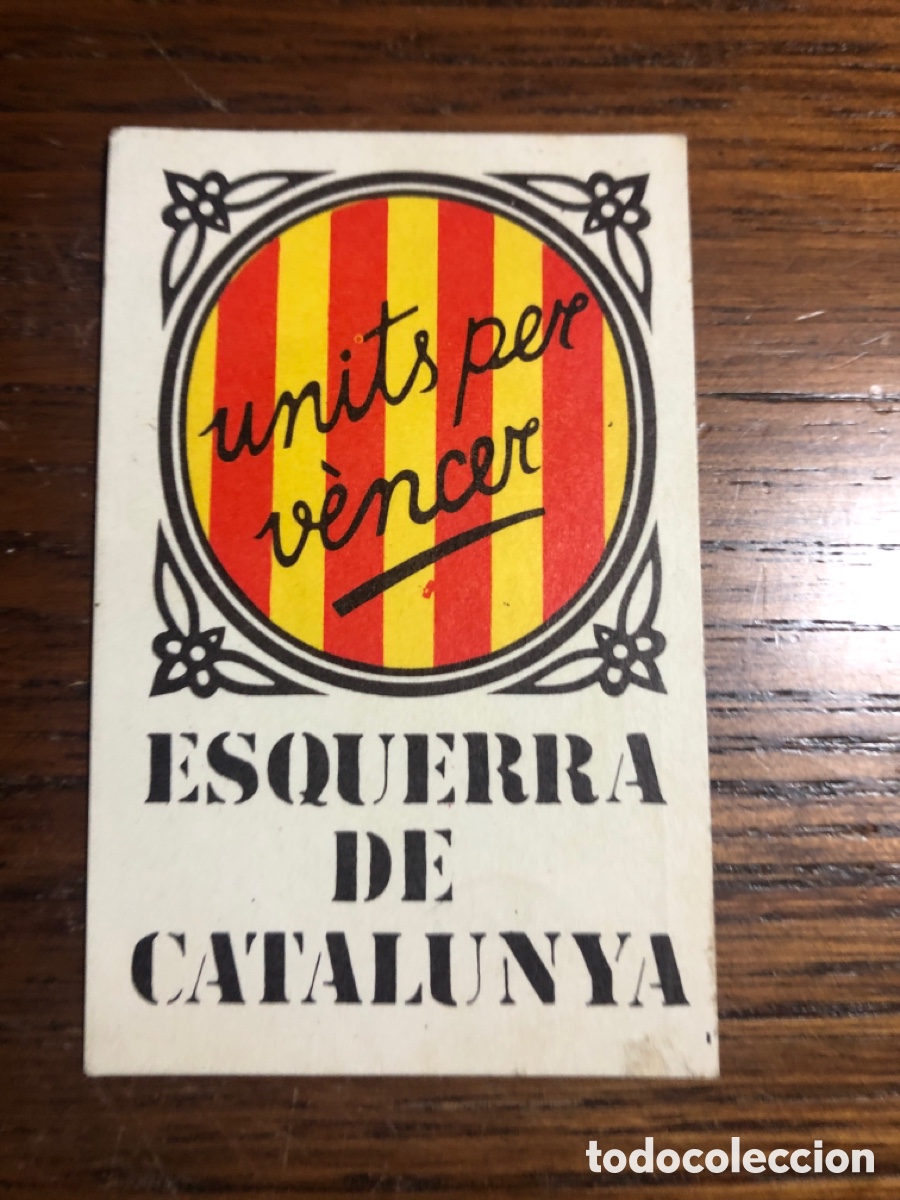 units per
vèncer
ESQUERRA
DE
CATALUNYA
todocoleccion